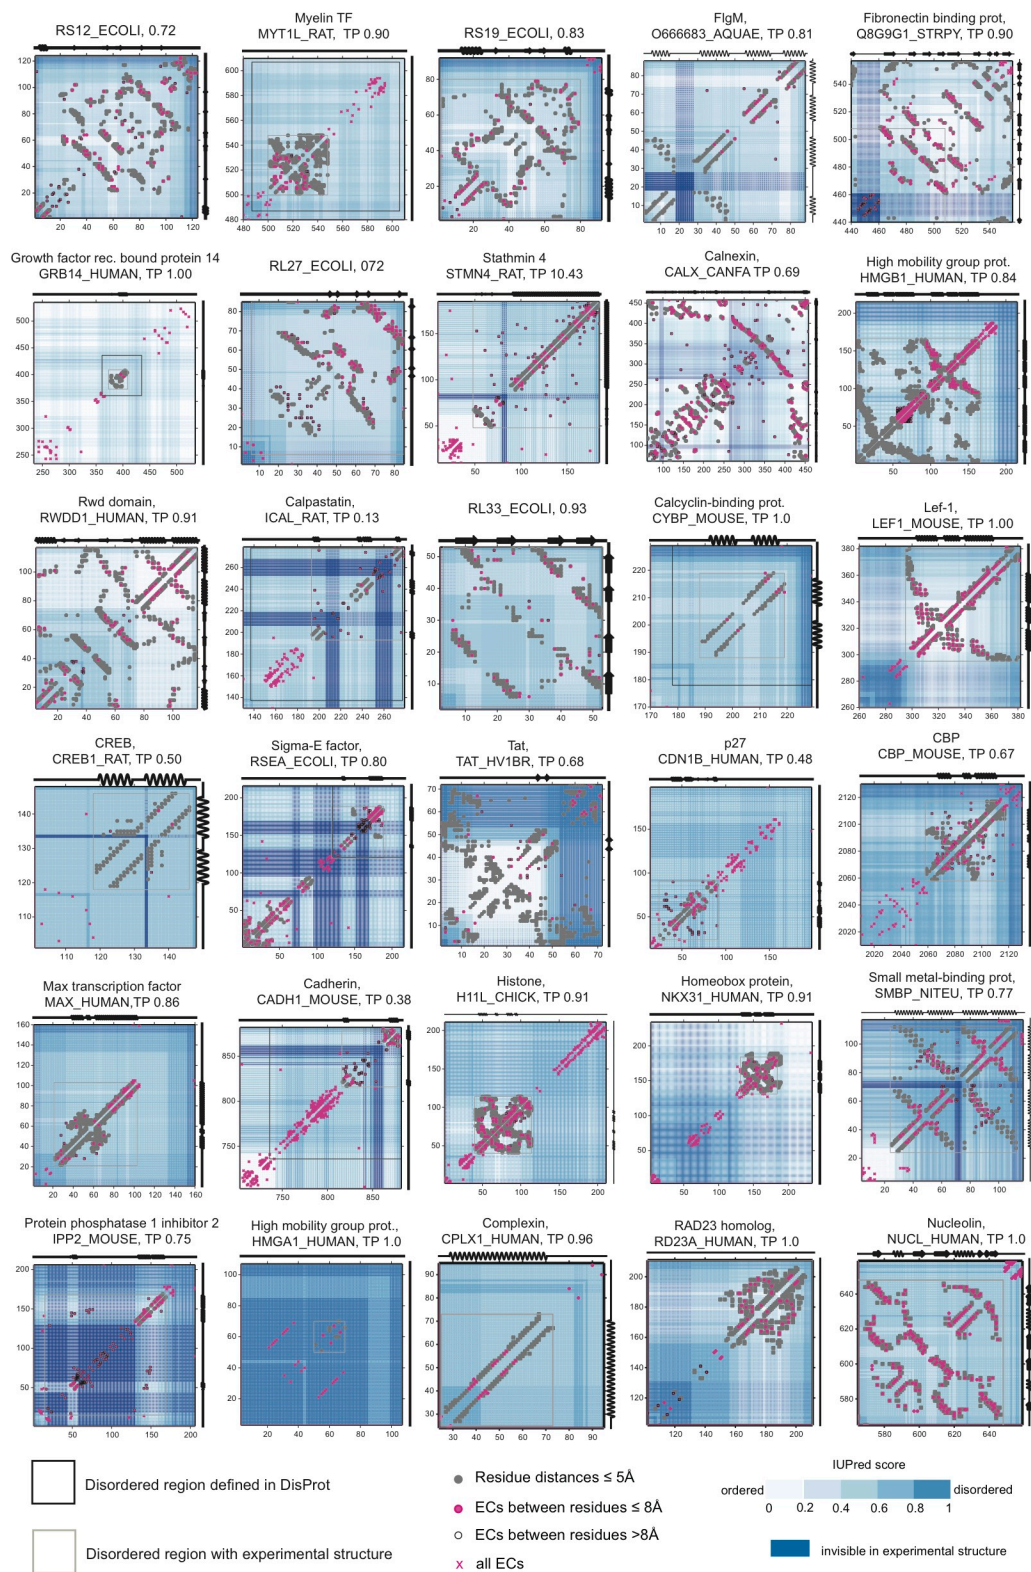 RS12_ECOLI, 0.72
Myelin TF
MYT1L_RAT, TP 0.90
RS19_ECOLI, 0.83
FlgM,
O666683_AQUAE, TP 0.81
Fibronectin binding prot,
Q8G9G1_STRPY, TP 0.90
Growth factor rec. bound protein 14
GRB14_HUMAN, TP 1.00
RL27_ECOLI, 072
Stathmin 4
STMN4_RAT, TP 10.43
Calnexin,
CALX_CANFA TP 0.69
High mobility group prot.
HMGB1_HUMAN, TP 0.84
Rwd domain,
RWDD1_HUMAN, TP 0.91
Calpastatin,
ICAL_RAT, TP 0.13
RL33_ECOLI, 0.93
Calcyclin-binding prot.
CYBP_MOUSE, TP 1.0
Lef-1,
LEF1_MOUSE, TP 1.00
CREB,
CREB1_RAT, TP 0.50
Sigma-E factor,
RSEA_ECOLI, TP 0.80
Tat,
TAT_HV1BR, TP 0.68
p27
CDN1B_HUMAN, TP 0.48
CBP
CBP_MOUSE, TP 0.67
Max transcription factor
MAX_HUMAN,TP 0.86
Cadherin,
CADH1_MOUSE, TP 0.38
Histone,
H11L_CHICK, TP 0.91
Homeobox protein,
NKX31_HUMAN, TP 0.91
Small metal-binding prot,
SMBP_NITEU, TP 0.77
Protein phosphatase 1 inhibitor 2
IPP2_MOUSE, TP 0.75
High mobility group prot.,
HMGA1_HUMAN, TP 1.0
Complexin,
CPLX1_HUMAN, TP 0.96
RAD23 homolog,
RD23A_HUMAN, TP 1.0
Nucleolin,
NUCL_HUMAN, TP 1.0
Disordered region defined in DisProt
Disordered region with experimental structure
Residue distances ≤ 5Å
ECs between residues ≤ 8Å
ECs between residues >8Å
x all ECs
IUPred score
ordered disordered
0 0.2 0.4 0.6 0.8 1
invisible in experimental structure